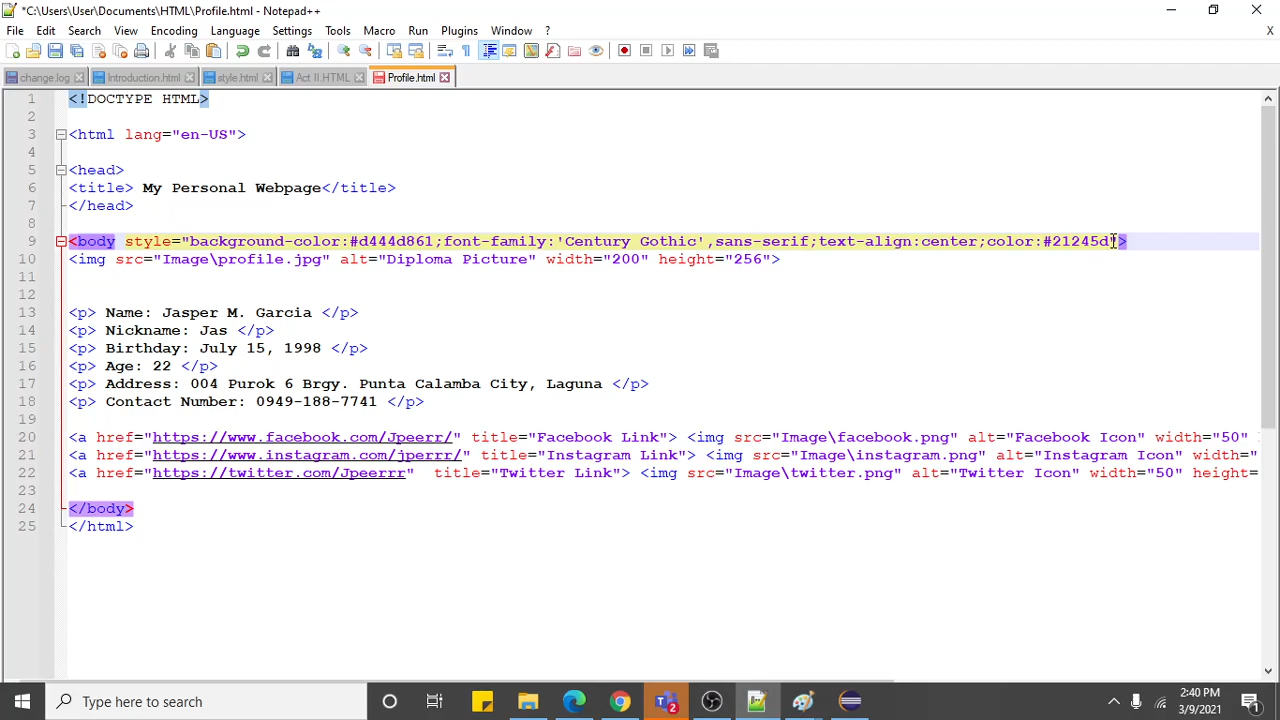 *C:\Users\User\Documents\HTML\Profile.html - Notepad++
File Edit Search View Encoding Language Settings Tools Macro Run Plugins Window ? X
change.log Introduction.html style.html Act II.HTML Profile.html
1 <!DOCTYPE HTML>
2
3 <html lang="en-US">
4
5 <head>
6 <title> My Personal Webpage</title>
7 </head>
8
9 <body style="background-color:#d444d861;font-family:'Century Gothic',sans-serif;text-align:center;color:#21245d">
10 <img src="Image\profile.jpg" alt="Diploma Picture" width="200" height="256">
11
12
13 <p> Name: Jasper M. Garcia </p>
14 <p> Nickname: Jas </p>
15 <p> Birthday: July 15, 1998 </p>
16 <p> Age: 22 </p>
17 <p> Address: 004 Purok 6 Brgy. Punta Calamba City, Laguna </p>
18 <p> Contact Number: 0949-188-7741 </p>
19
20 <a href="https://www.facebook.com/Jpeerr/" title="Facebook Link"> <img src="Image\facebook.png" alt="Facebook Icon" width="50"
21 <a href="https://www.instagram.com/jperrr/" title="Instagram Link"> <img src="Image\instagram.png" alt="Instagram Icon" width="
22 <a href="https://twitter.com/Jpeerrr" title="Twitter Link"> <img src="Image\twitter.png" alt="Twitter Icon" width="50" height=
23
24 </body>
25 </html>
Type here to search
2
2:40 PM
3/9/2021
1